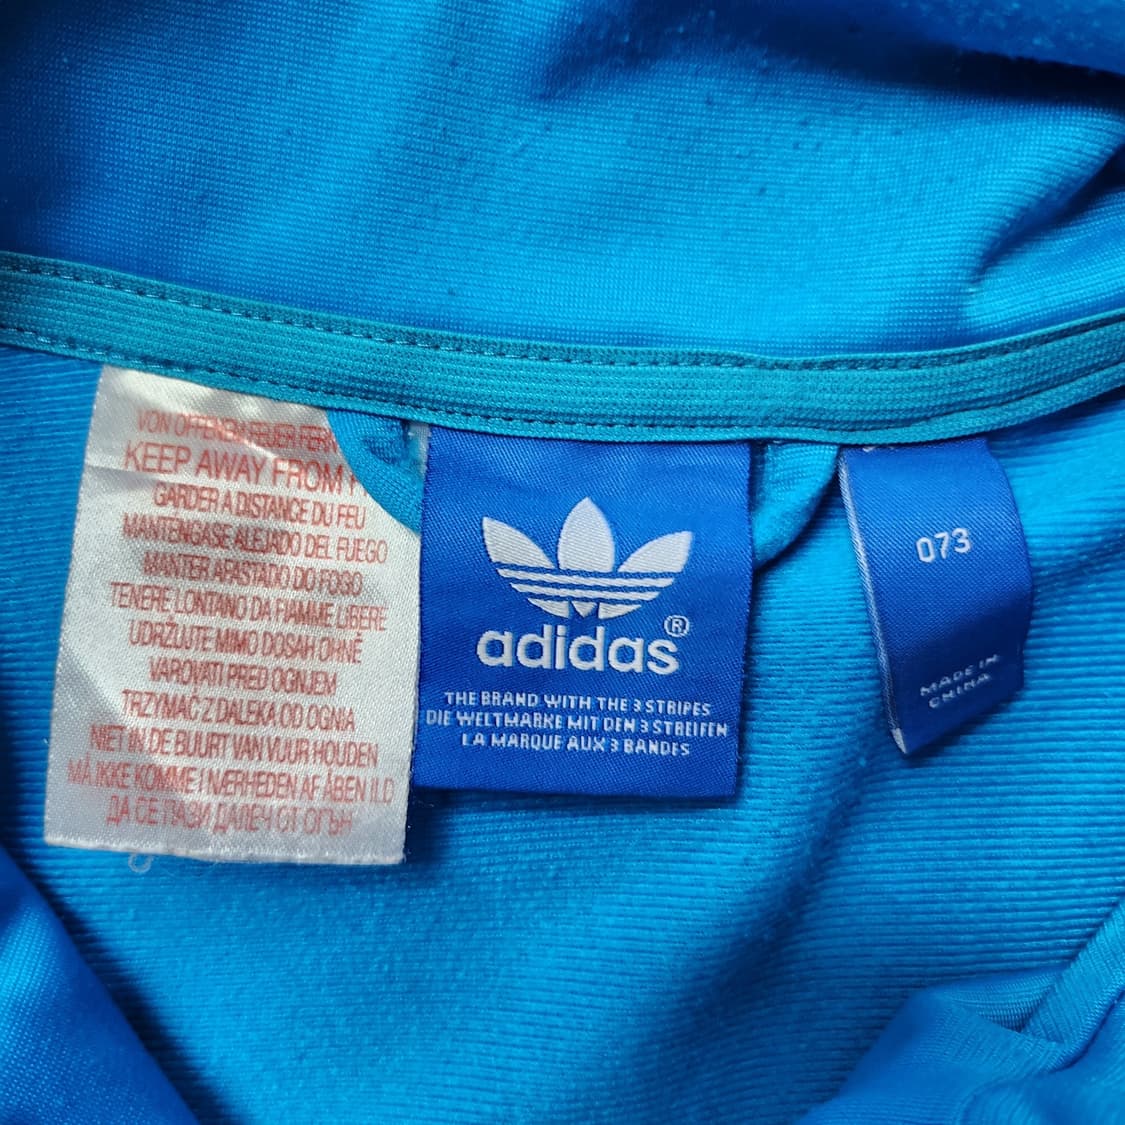 VON OFFENEM FEUER FERN
KEEP AWAY FROM
GARDER A DISTANCE DU FEU
MANTENGASE ALEJADO DEL FUEGO
MANTER AFASTADO DO FOGO
TENERE LONTANO DA FIAMME LIBERE
UDRŽUJTE MIMO DOSAH OHNĚ
VAROVATI PRED OGNJEM
TRZYMAĆ Z DALEKA OD OGNIA
NIET IN DE BUURT VAN VUUR HOUDEN
MÅ IKKE KOMME I NÆRHEDEN AF ÅBEN ILD
ДА СЕ ПАЗИ ДАЛЕЧ ОТ ОГЪН
adidas®
THE BRAND WITH THE 3 STRIPES
DIE WELTMARKE MIT DEN 3 STREIFEN
LA MARQUE AUX 3 BANDES
073
MADE IN
CHINA